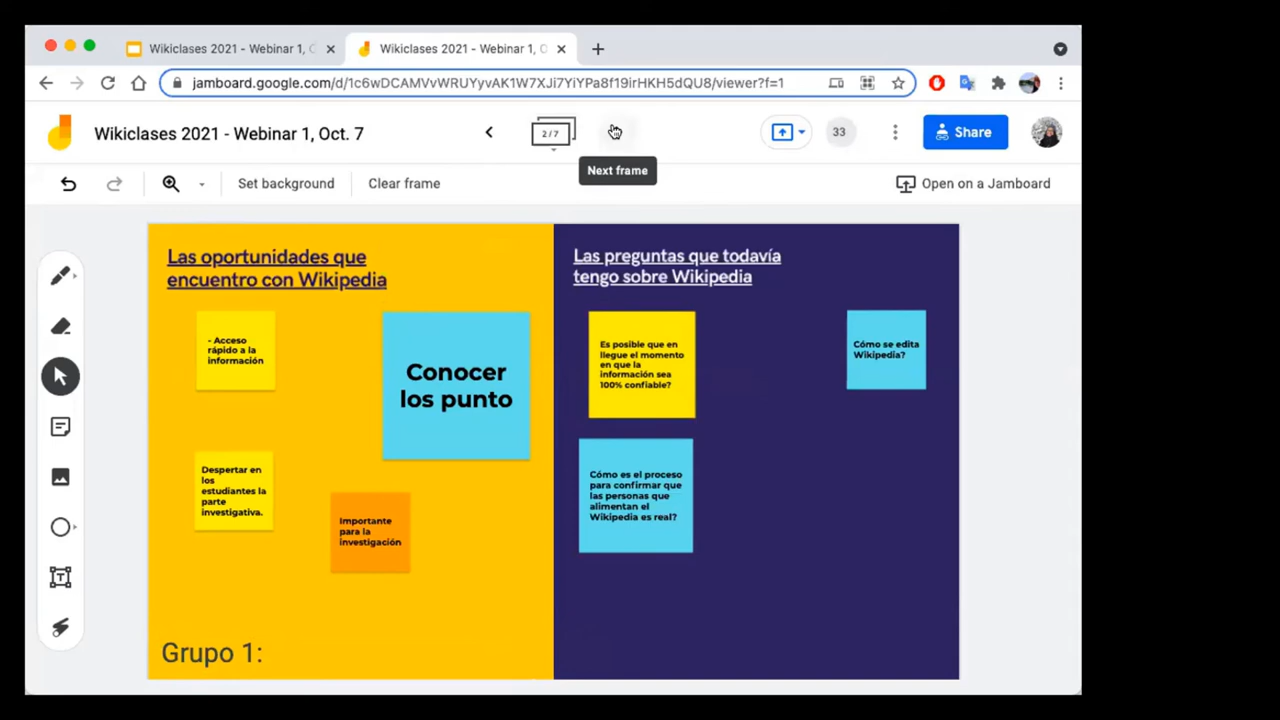 Wikiclases 2021 - Webinar 1, C
Wikiclases 2021 - Webinar 1, O
jamboard.google.com/d/1c6wDCAMVvWRUYyvAK1W7XJi7YiYPa8f19irHKH5dQU8/viewer?f=1
Wikiclases 2021 - Webinar 1, Oct. 7
2/7
33
Share
Next frame
Set background
Clear frame
Open on a Jamboard
Las oportunidades que
encuentro con Wikipedia
- Acceso
rápido a la
información
Conocer
los punto
Despertar en
los
estudiantes la
parte
investigativa.
Importante
para la
investigación
Grupo 1:
Las preguntas que todavía
tengo sobre Wikipedia
Es posible que en
llegue el momento
en que la
información sea
100% confiable?
Cómo se edita
Wikipedia?
Cómo es el proceso
para confirmar que
las personas que
alimentan el
Wikipedia es real?